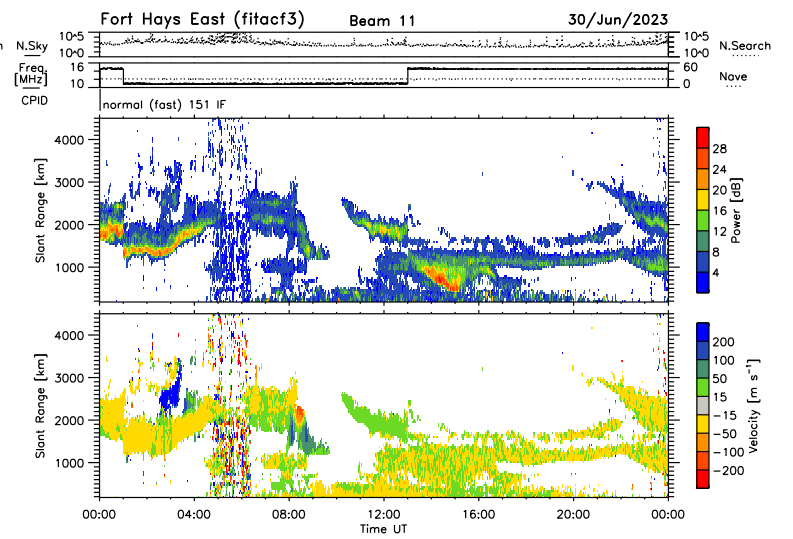 Fort Hays East (fitacf3) Beam 11 30/Jun/2023
n N.Sky 10^5 10^0 10^5 10^0 N.Search
Freq. [MHz] 16 10 60 0 Nave
CPID normal (fast) 151 IF
Slant Range [km] 4000 3000 2000 1000
28 24 20 16 12 8 4 Power [dB]
Slant Range [km] 4000 3000 2000 1000
200 100 50 15 -15 -50 -100 -200 Velocity [m s⁻¹]
00:00 04:00 08:00 12:00 16:00 20:00 00:00
Time UT